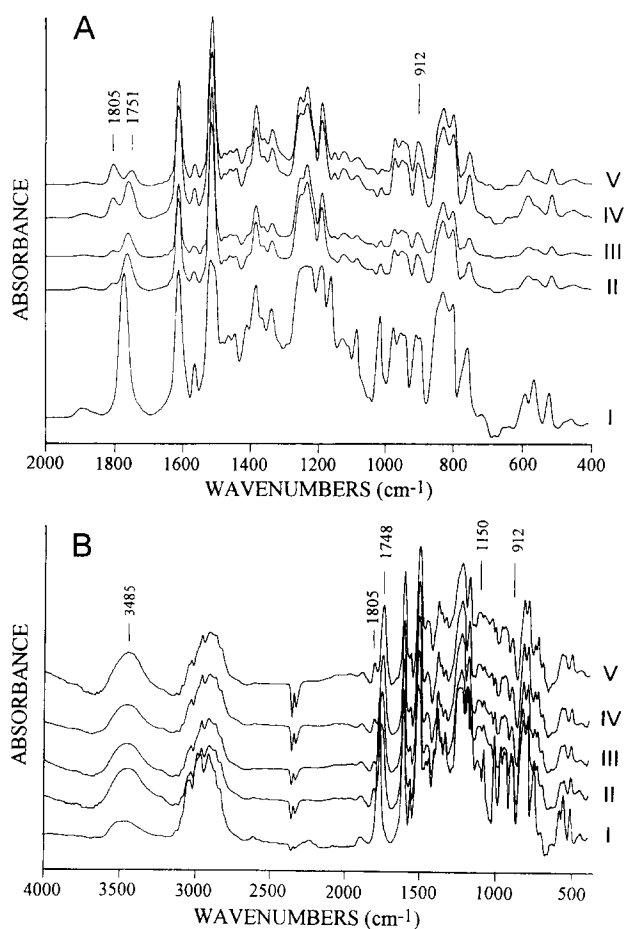 A
1805
1751
912
V
IV
III
II
I
ABSORBANCE
2000 1800 1600 1400 1200 1000 800 600 400
WAVENUMBERS (cm-1)
B
3485
1805
1748
1150
912
V
IV
III
II
I
ABSORBANCE
4000 3500 3000 2500 2000 1500 1000 500
WAVENUMBERS (cm-1)